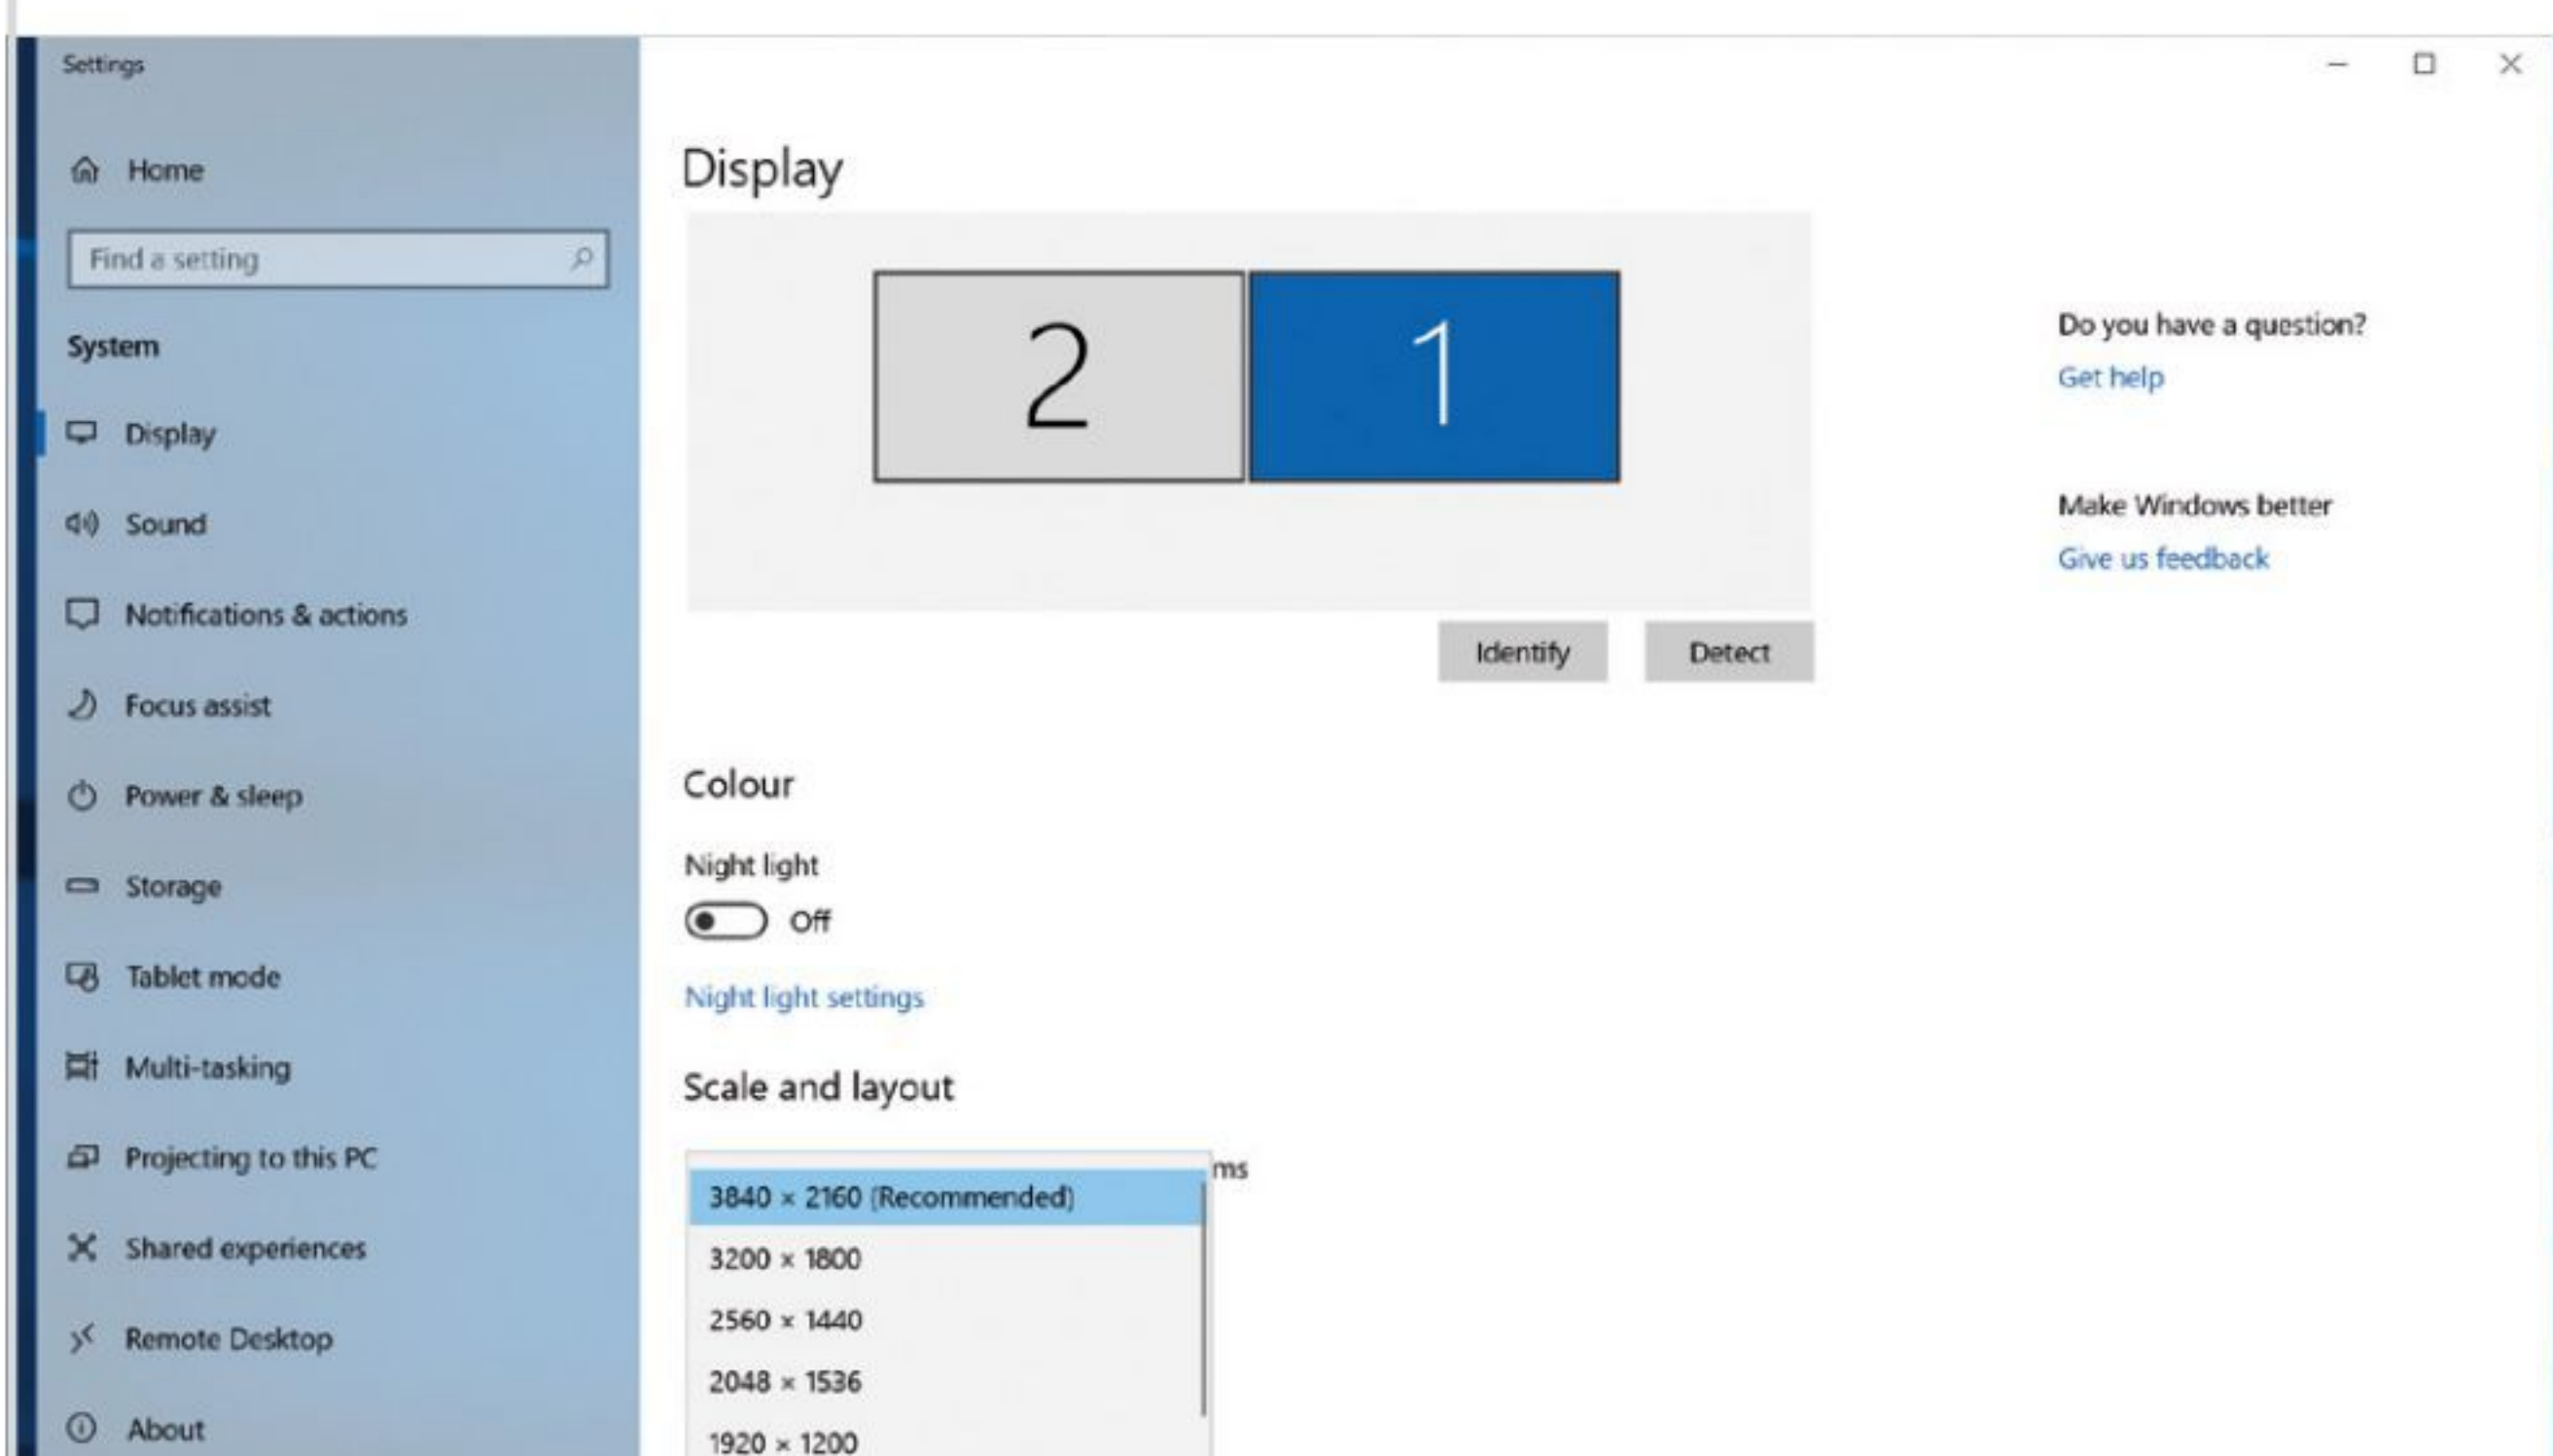 Settings
Home
Find a setting
System
Display
Sound
Notifications & actions
Focus assist
Power & sleep
Storage
Tablet mode
Multi-tasking
Projecting to this PC
Shared experiences
Remote Desktop
About
Display
2
1
Identify
Detect
Colour
Night light
Off
Night light settings
Scale and layout
ms
3840 × 2160 (Recommended)
3200 × 1800
2560 × 1440
2048 × 1536
1920 × 1200
Do you have a question?
Get help
Make Windows better
Give us feedback